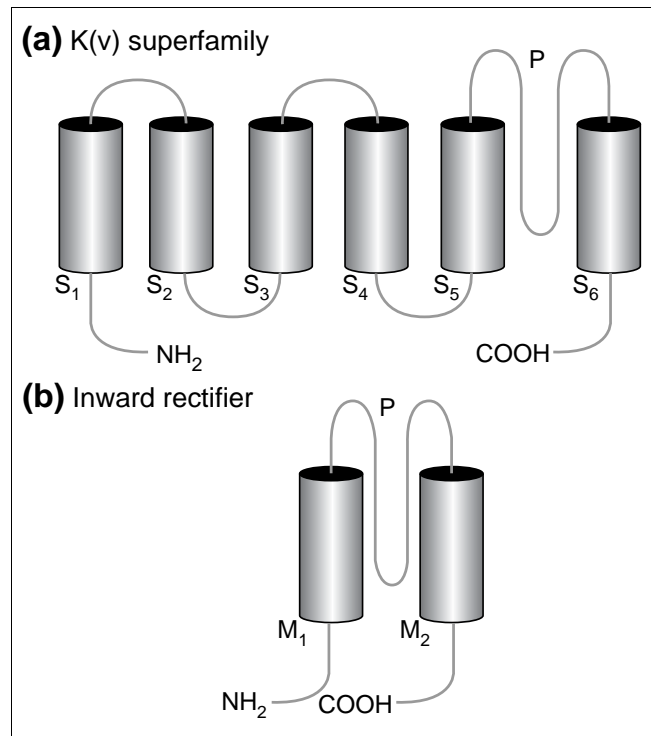 (a) K(v) superfamily
P
S₁ S₂ S₃ S₄ S₅ S₆
NH₂ COOH
(b) Inward rectifier
P
M₁ M₂
NH₂ COOH